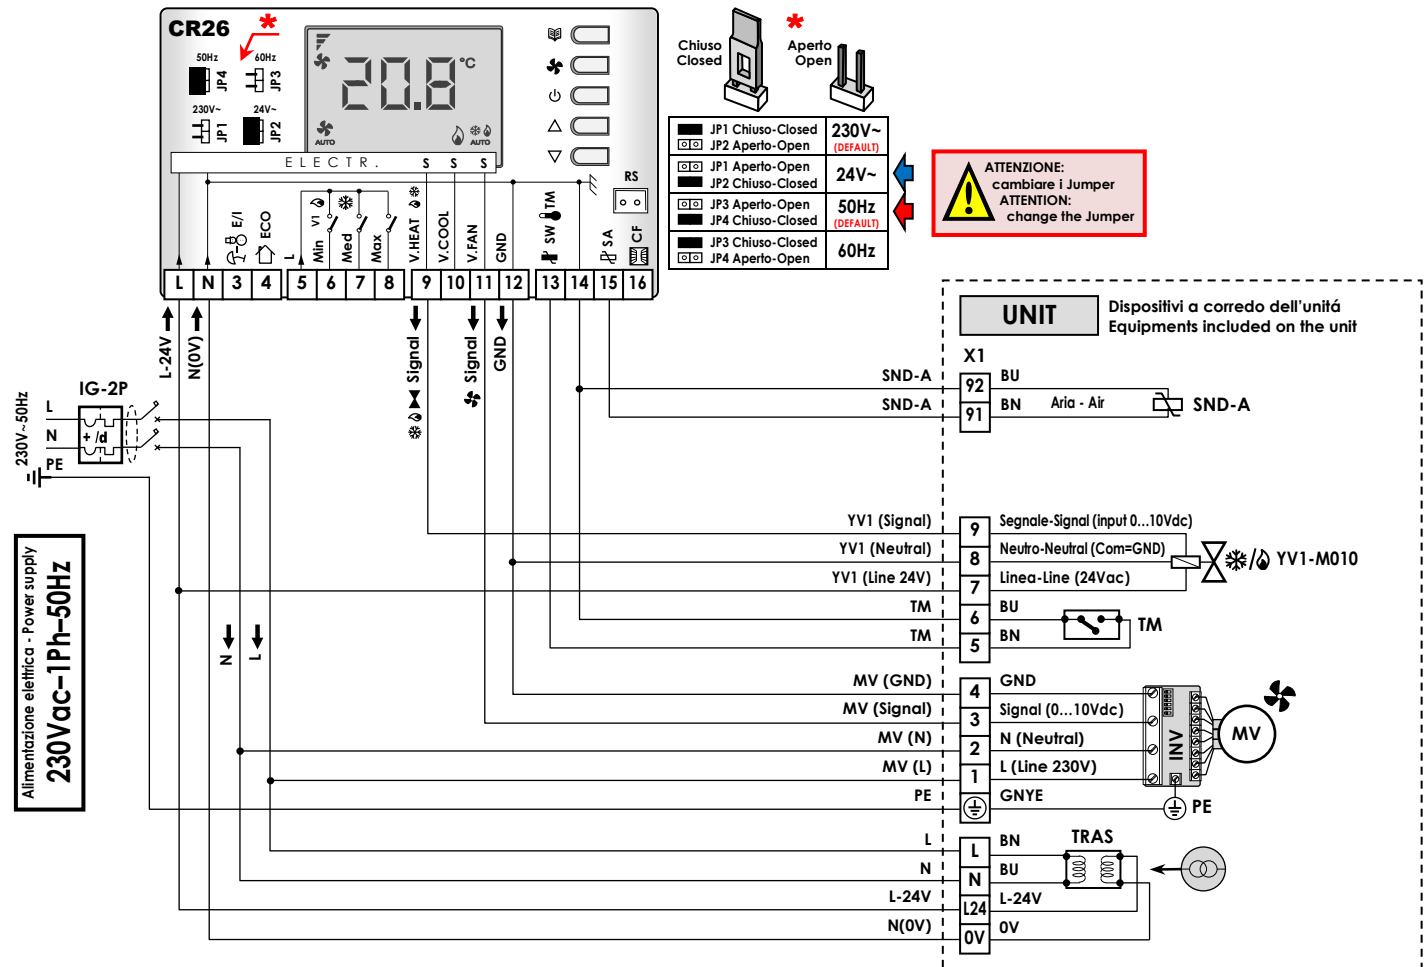 CR26
*
50Hz
60Hz
JP4
JP3
230V~
24V~
JP1
JP2
20.8 °C
AUTO
AUTO
ELECTR. S S S
RS
E/I
ECO
L
Min V1
Med
Max
V.HEAT
V.COOL
V.FAN
GND
SW
TM
SA
CF
L N 3 4 5 6 7 8 9 10 11 12 13 14 15 16
Chiuso
Closed
*
Aperto
Open
JP1 Chiuso-Closed
JP2 Aperto-Open
230V~
(DEFAULT)
JP1 Aperto-Open
JP2 Chiuso-Closed
24V~
JP3 Aperto-Open
JP4 Chiuso-Closed
50Hz
(DEFAULT)
JP3 Chiuso-Closed
JP4 Aperto-Open
60Hz
ATTENZIONE:
cambiare i Jumper
ATTENTION:
change the Jumper
L-24V
N(0V)
Signal
Signal
GND
UNIT
Dispositivi a corredo dell'unitá
Equipments included on the unit
X1
IG-2P
230V~50Hz
L
N
PE
+ /d
Alimentazione elettrica - Power supply
230Vac–1Ph–50Hz
N
L
SND-A 92 BU
SND-A 91 BN Aria - Air
SND-A
YV1 (Signal) 9 Segnale-Signal (input 0...10Vdc)
YV1 (Neutral) 8 Neutro-Neutral (Com=GND)
YV1-M010
YV1 (Line 24V) 7 Linea-Line (24Vac)
TM 6 BU
TM
TM 5 BN
MV (GND) 4 GND
MV (Signal) 3 Signal (0...10Vdc)
MV (N) 2 N (Neutral)
MV (L) 1 L (Line 230V)
INV
MV
PE GNYE
PE
L L BN
TRAS
N N BU
L-24V L24 L-24V
N(0V) 0V 0V